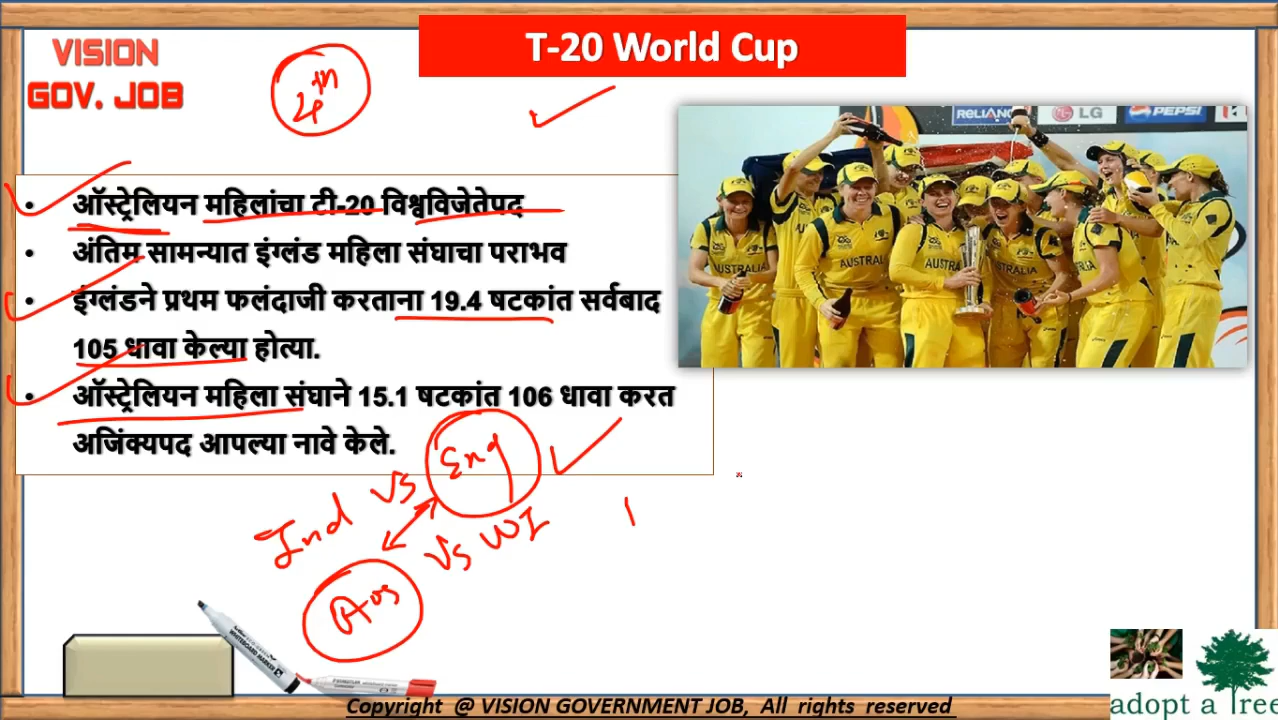 T-20 World Cup
VISION
GOV. JOB
4th
RELIANCE
LG
PEPSI
• ऑस्ट्रेलियन महिलांचा टी-20 विश्वविजेतेपद
• अंतिम सामन्यात इंग्लंड महिला संघाचा पराभव
• इंग्लंडने प्रथम फलंदाजी करताना 19.4 षटकांत सर्वबाद
105 धावा केल्या होत्या.
• ऑस्ट्रेलियन महिला संघाने 15.1 षटकांत 106 धावा करत
अजिंक्यपद आपल्या नावे केले.
AUSTRALIA
AUSTRALIA
AUSTRALIA
AUSTRALIA
Ind vs Eng
Aus vs WI
WHITEBOARD MARKER
adopt a Tree
Copyright @ VISION GOVERNMENT JOB, All rights reserved